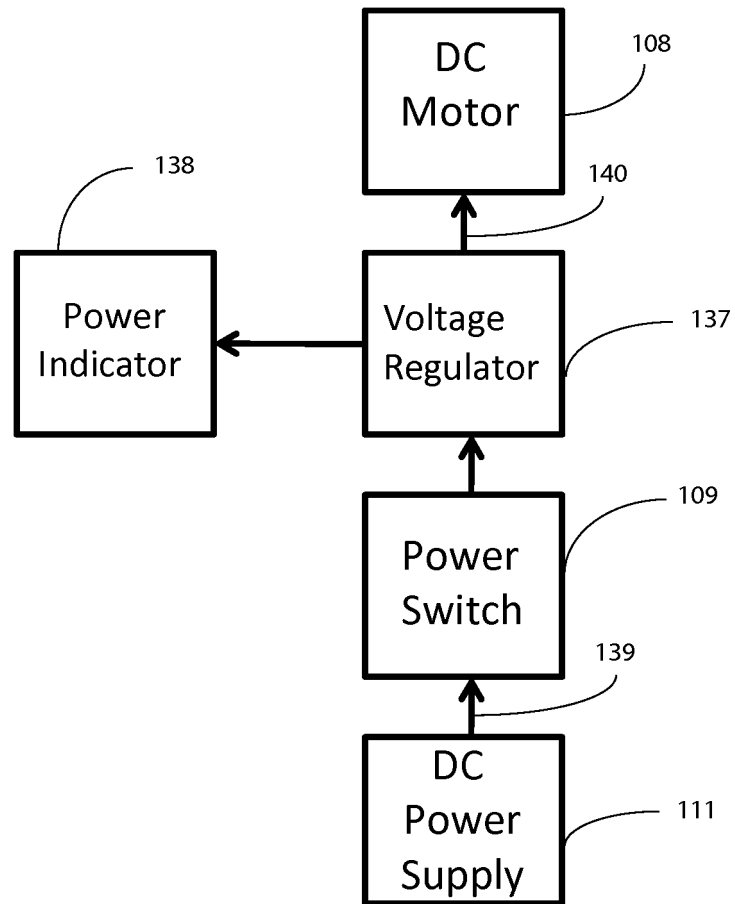 DC
Motor
108
138
140
Power
Indicator
Voltage
Regulator
137
Power
Switch
109
139
DC
Power
Supply
111